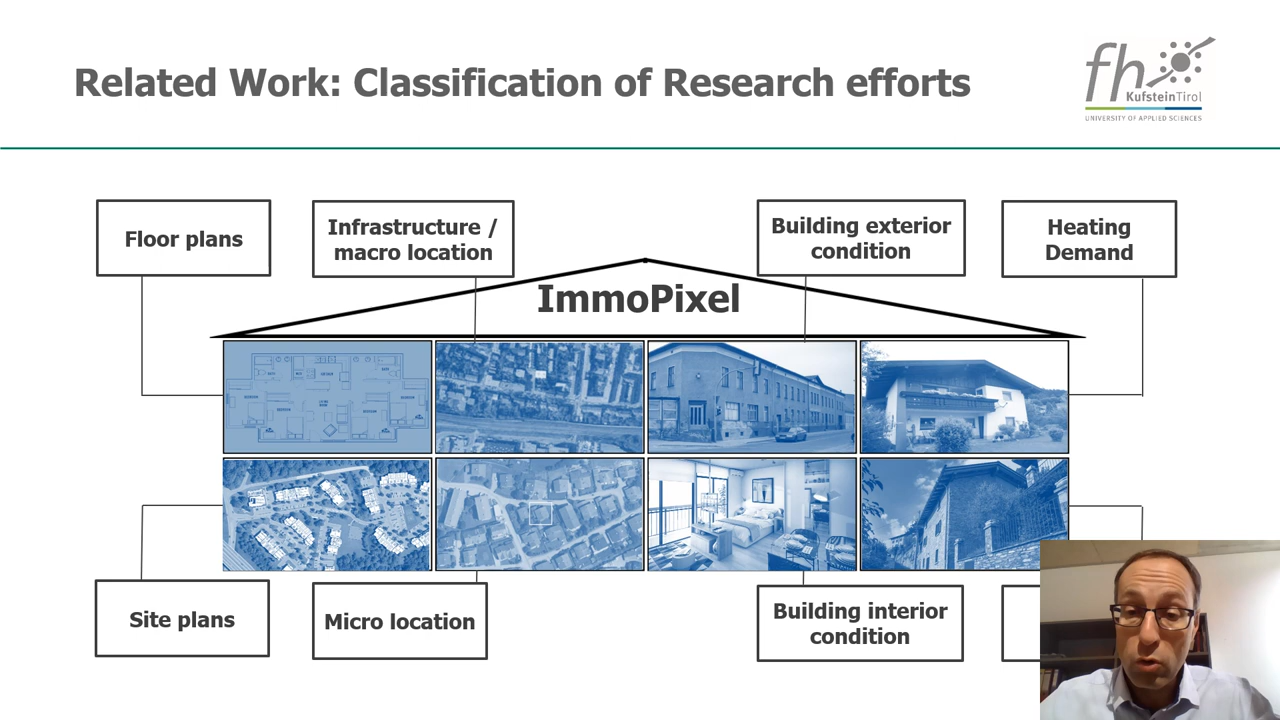 Related Work: Classification of Research efforts
fh
KufsteinTirol
UNIVERSITY OF APPLIED SCIENCES
Floor plans
Infrastructure /
macro location
Building exterior
condition
Heating
Demand
ImmoPixel
Site plans
Micro location
Building interior
condition